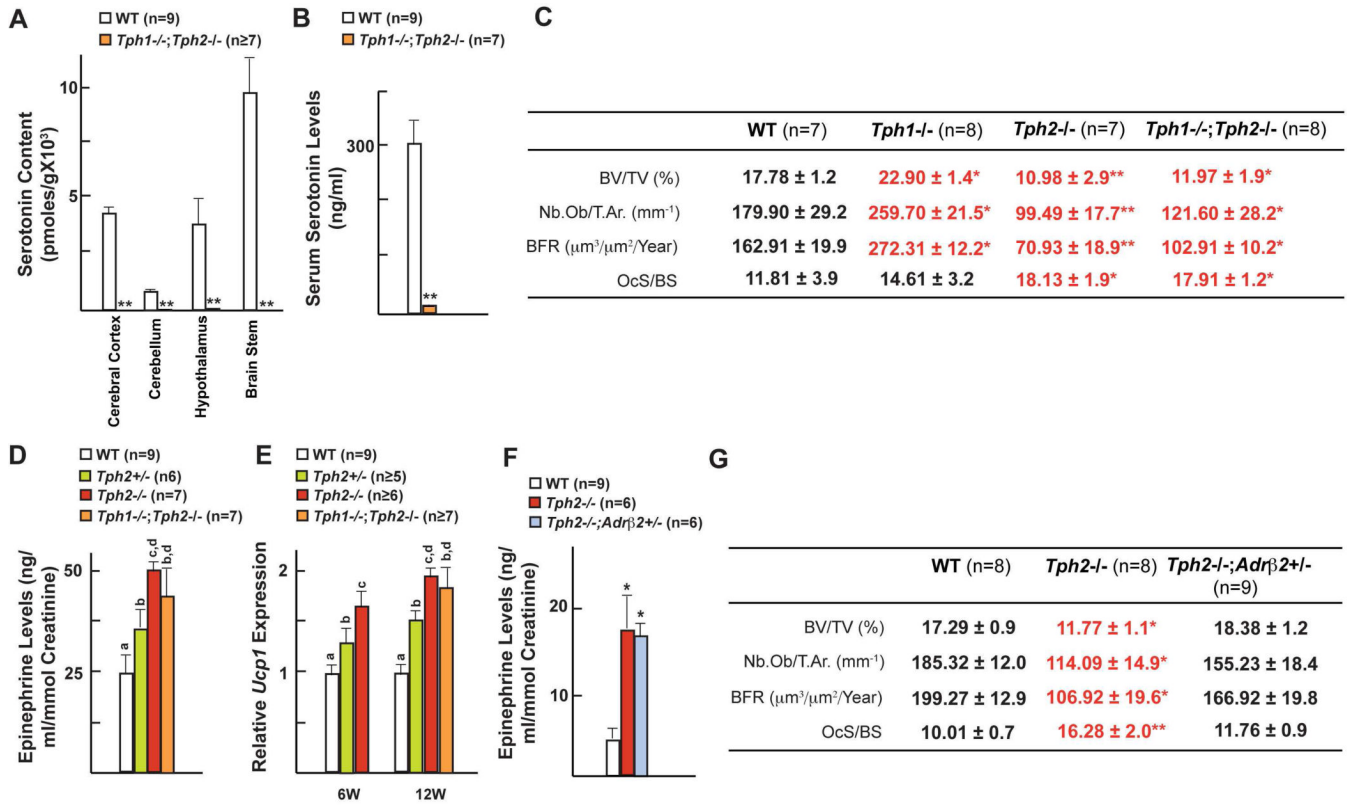 A
WT (n=9)
Tph1-/-;Tph2-/- (n≥7)
Serotonin Content
(pmoles/gX10³)
10
5
**
**
**
**
Cerebral Cortex
Cerebellum
Hypothalamus
Brain Stem
B
WT (n=9)
Tph1-/-;Tph2-/- (n=7)
Serum Serotonin Levels
(ng/ml)
300
**
C
WT (n=7) Tph1-/- (n=8) Tph2-/- (n=7) Tph1-/-;Tph2-/- (n=8)
BV/TV (%) 17.78 ± 1.2 22.90 ± 1.4* 10.98 ± 2.9** 11.97 ± 1.9*
Nb.Ob/T.Ar. (mm⁻¹) 179.90 ± 29.2 259.70 ± 21.5* 99.49 ± 17.7** 121.60 ± 28.2*
BFR (μm³/μm²/Year) 162.91 ± 19.9 272.31 ± 12.2* 70.93 ± 18.9** 102.91 ± 10.2*
OcS/BS 11.81 ± 3.9 14.61 ± 3.2 18.13 ± 1.9* 17.91 ± 1.2*
D
WT (n=9)
Tph2+/- (n6)
Tph2-/- (n=7)
Tph1-/-;Tph2-/- (n=7)
Epinephrine Levels (ng/
ml/mmol Creatinine)
50
25
a
b
c,d
b,d
E
WT (n=9)
Tph2+/- (n≥5)
Tph2-/- (n≥6)
Tph1-/-;Tph2-/- (n≥7)
Relative Ucp1 Expression
2
1
a
b
c
a
b
c,d
b,d
6W
12W
F
WT (n=9)
Tph2-/- (n=6)
Tph2-/-;Adrβ2+/- (n=6)
Epinephrine Levels (ng/
ml/mmol Creatinine)
20
10
*
*
G
WT (n=8) Tph2-/- (n=8) Tph2-/-;Adrβ2+/-
(n=9)
BV/TV (%) 17.29 ± 0.9 11.77 ± 1.1* 18.38 ± 1.2
Nb.Ob/T.Ar. (mm⁻¹) 185.32 ± 12.0 114.09 ± 14.9* 155.23 ± 18.4
BFR (μm³/μm²/Year) 199.27 ± 12.9 106.92 ± 19.6* 166.92 ± 19.8
OcS/BS 10.01 ± 0.7 16.28 ± 2.0** 11.76 ± 0.9